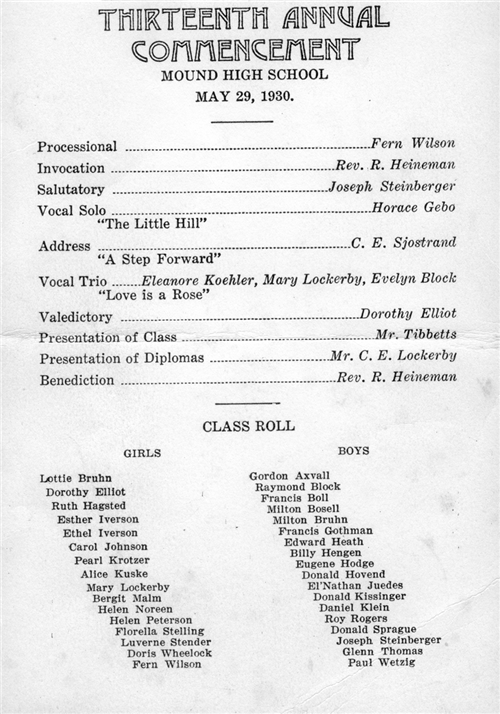 THIRTEENTH ANNUAL
COMMENCEMENT
MOUND HIGH SCHOOL
MAY 29, 1930.
Processional ........ Fern Wilson
Invocation ........ Rev. R. Heineman
Salutatory ........ Joseph Steinberger
Vocal Solo ........ Horace Gebo
"The Little Hill"
Address ........ C. E. Sjostrand
"A Step Forward"
Vocal Trio ........ Eleanore Koehler, Mary Lockerby, Evelyn Block
"Love is a Rose"
Valedictory ........ Dorothy Elliot
Presentation of Class ........ Mr. Tibbetts
Presentation of Diplomas ........ Mr. C. E. Lockerby
Benediction ........ Rev. R. Heineman
CLASS ROLL
GIRLS
Lottie Bruhn
Dorothy Elliot
Ruth Hagsted
Esther Iverson
Ethel Iverson
Carol Johnson
Pearl Krotzer
Alice Kuske
Mary Lockerby
Bergit Malm
Helen Noreen
Helen Peterson
Florella Stelling
Luverne Stender
Doris Wheelock
Fern Wilson
BOYS
Gordon Axvall
Raymond Block
Francis Boll
Milton Bosell
Milton Bruhn
Francis Gothman
Edward Heath
Billy Hengen
Eugene Hodge
Donald Hovend
El'Nathan Juedes
Donald Kissinger
Daniel Klein
Roy Rogers
Donald Sprague
Joseph Steinberger
Glenn Thomas
Paul Wetzig